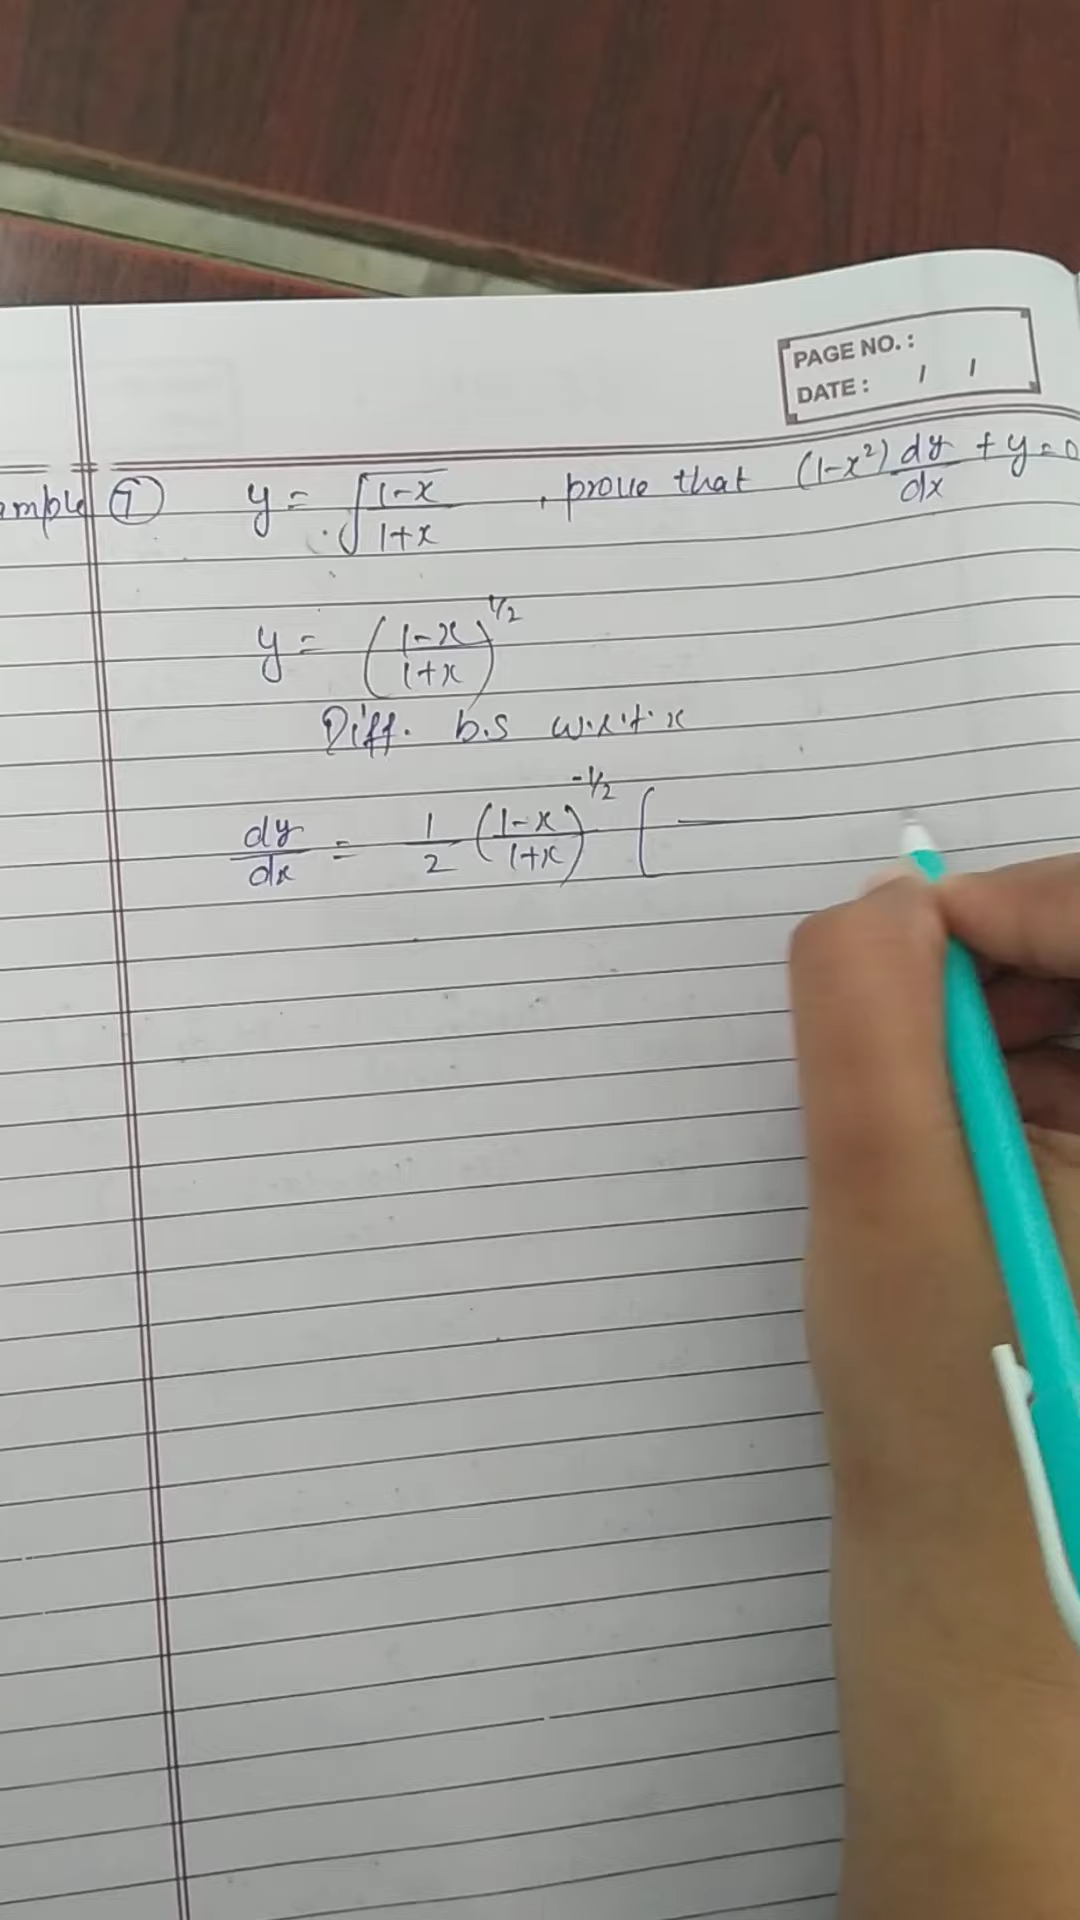 PAGE NO. :
DATE : / /
ample 7 y = √(1-x)/(1+x) , prove that (1-x²) dy/dx + y = 0
y = ((1-x)/(1+x))^1/2
Diff. b.s w.r.t. x
dy/dx = 1/2 ((1-x)/(1+x))^-1/2 [